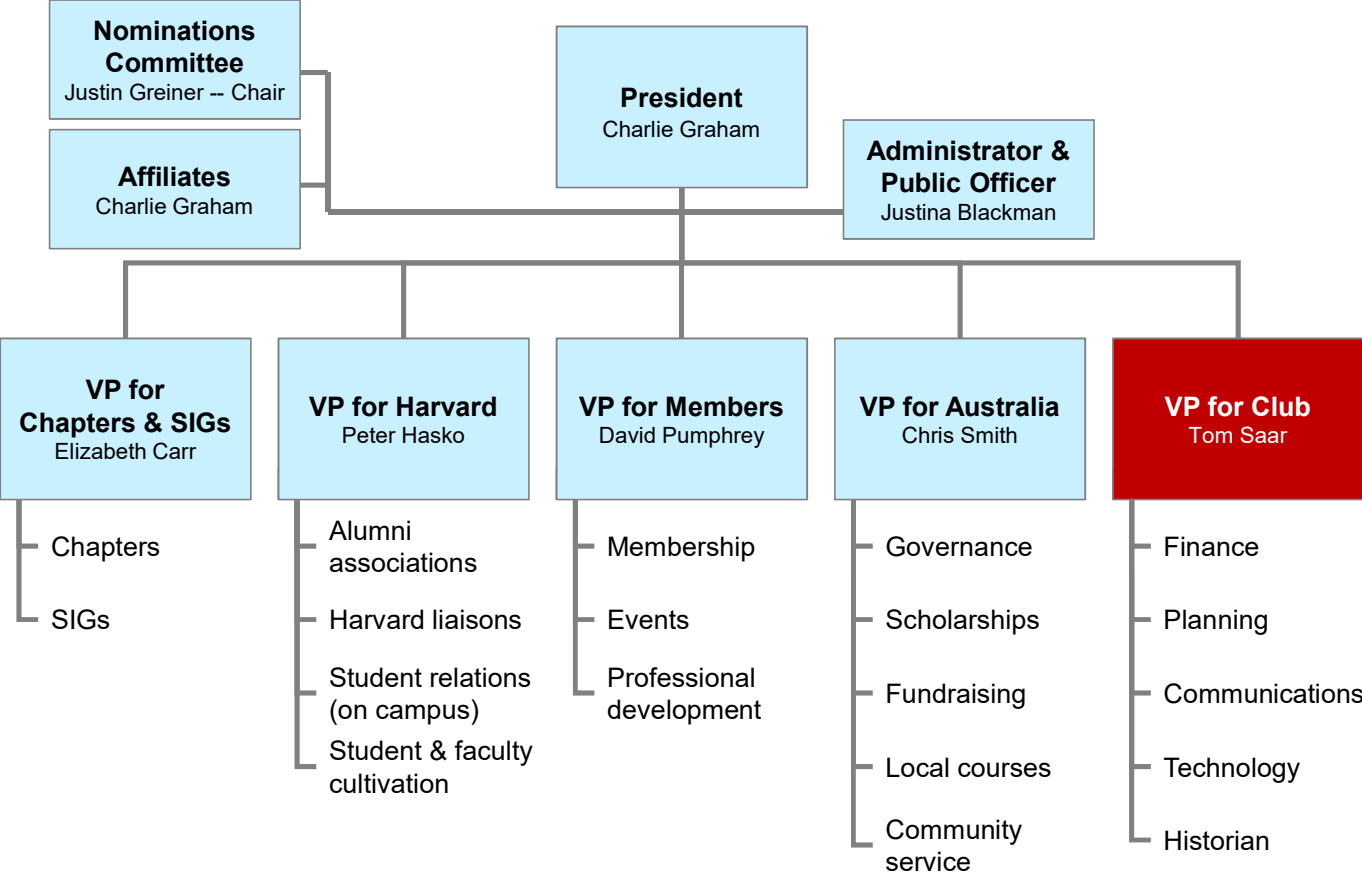 Nominations
Committee
Justin Greiner -- Chair
President
Charlie Graham
Affiliates
Charlie Graham
Administrator &
Public Officer
Justina Blackman
VP for
Chapters & SIGs
Elizabeth Carr
VP for Harvard
Peter Hasko
VP for Members
David Pumphrey
VP for Australia
Chris Smith
VP for Club
Tom Saar
Chapters
SIGs
Alumni
associations
Harvard liaisons
Student relations
(on campus)
Student & faculty
cultivation
Membership
Events
Professional
development
Governance
Scholarships
Fundraising
Local courses
Community
service
Finance
Planning
Communications
Technology
Historian